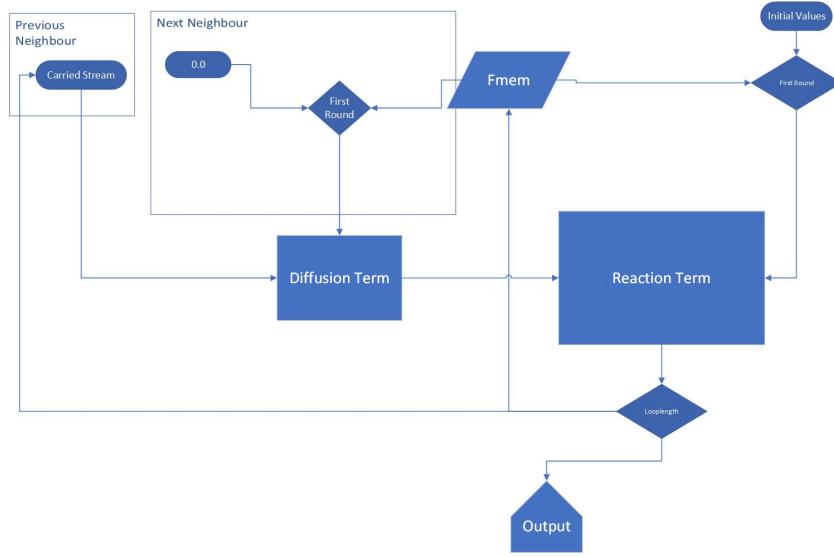 Previous
Neighbour
Carried Stream
Next Neighbour
0.0
First
Round
Fmem
Initial Values
First Round
Diffusion Term
Reaction Term
Looplength
Output